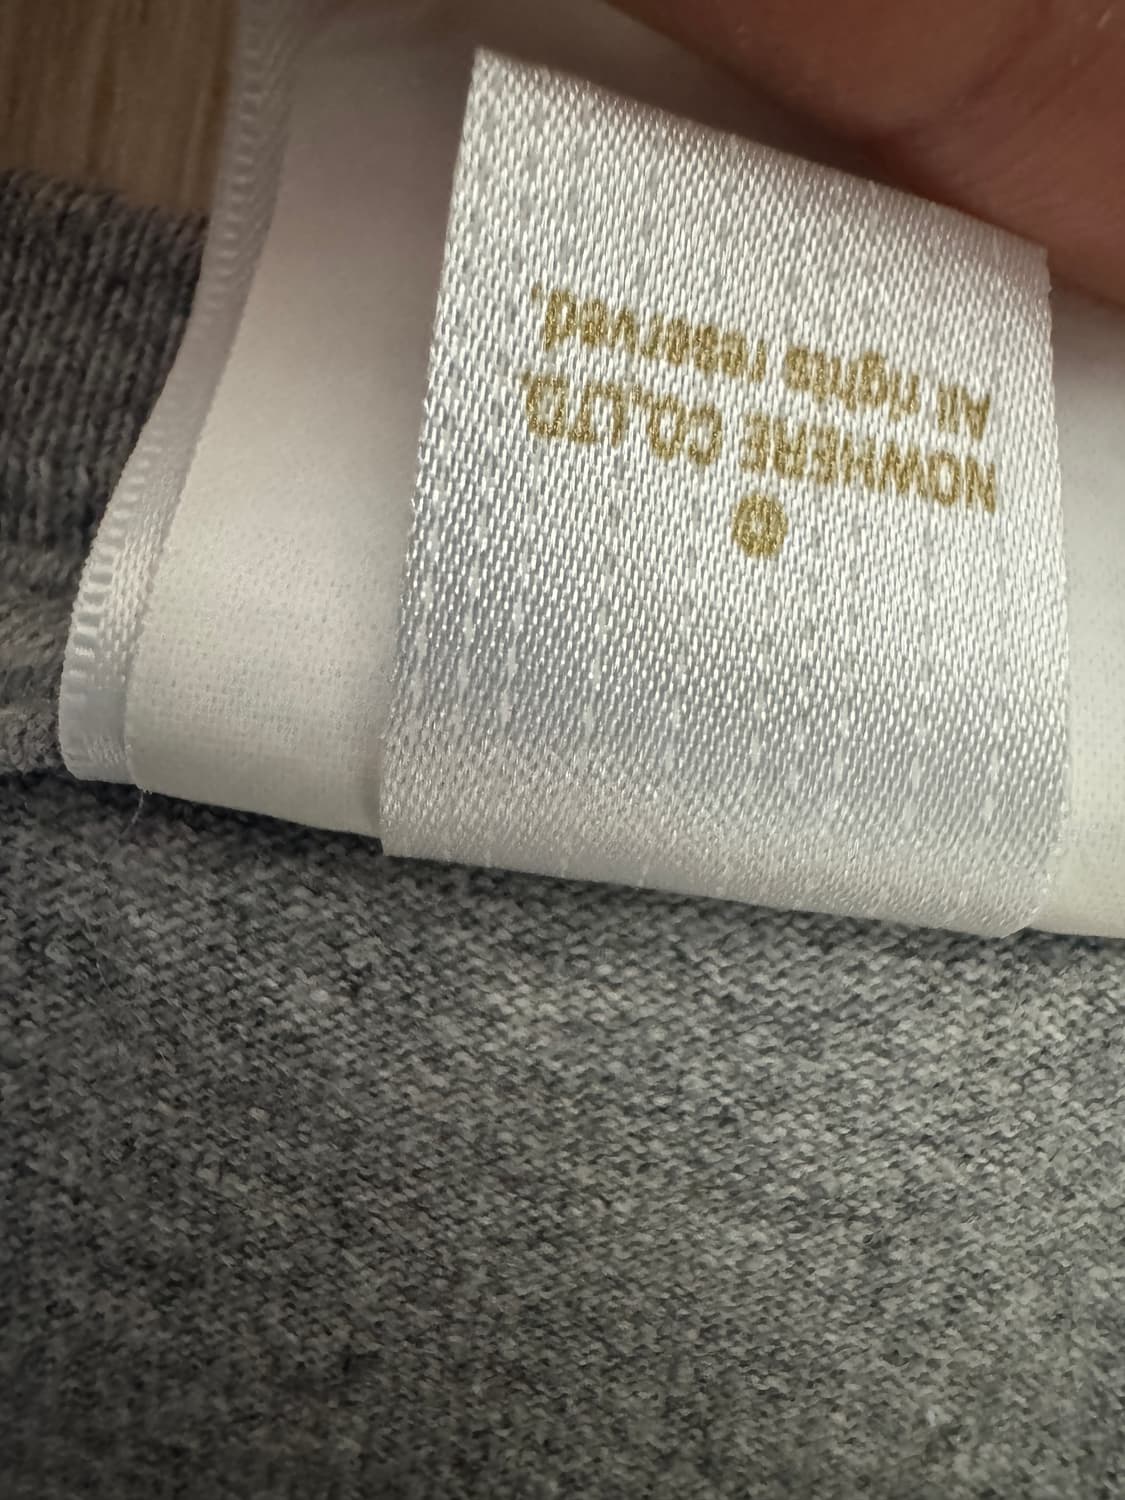 ©
NOWHERE CO.,LTD.
All rights reserved.